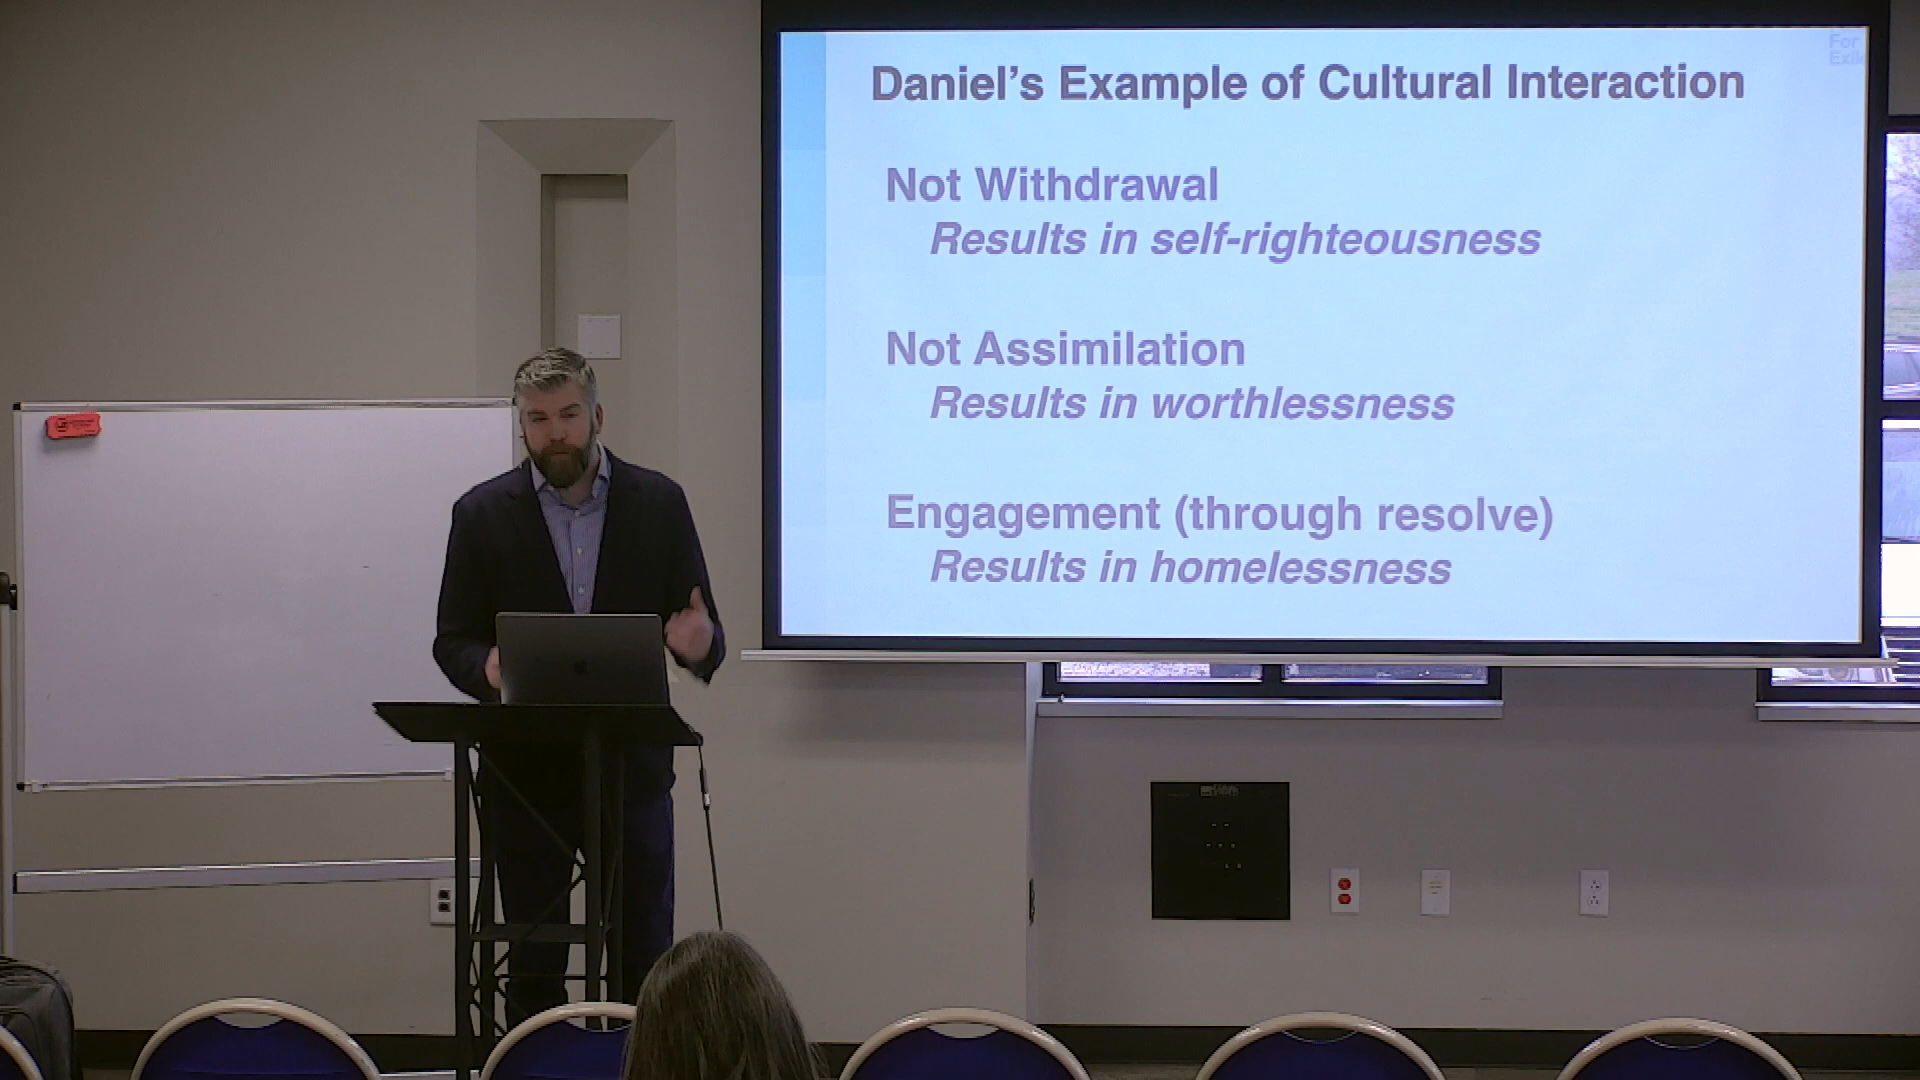 For
Daniel’s Example of Cultural Interaction
Not Withdrawal
Results in self-righteousness
Not Assimilation
Results in worthlessness
Engagement (through resolve)
Results in homelessness